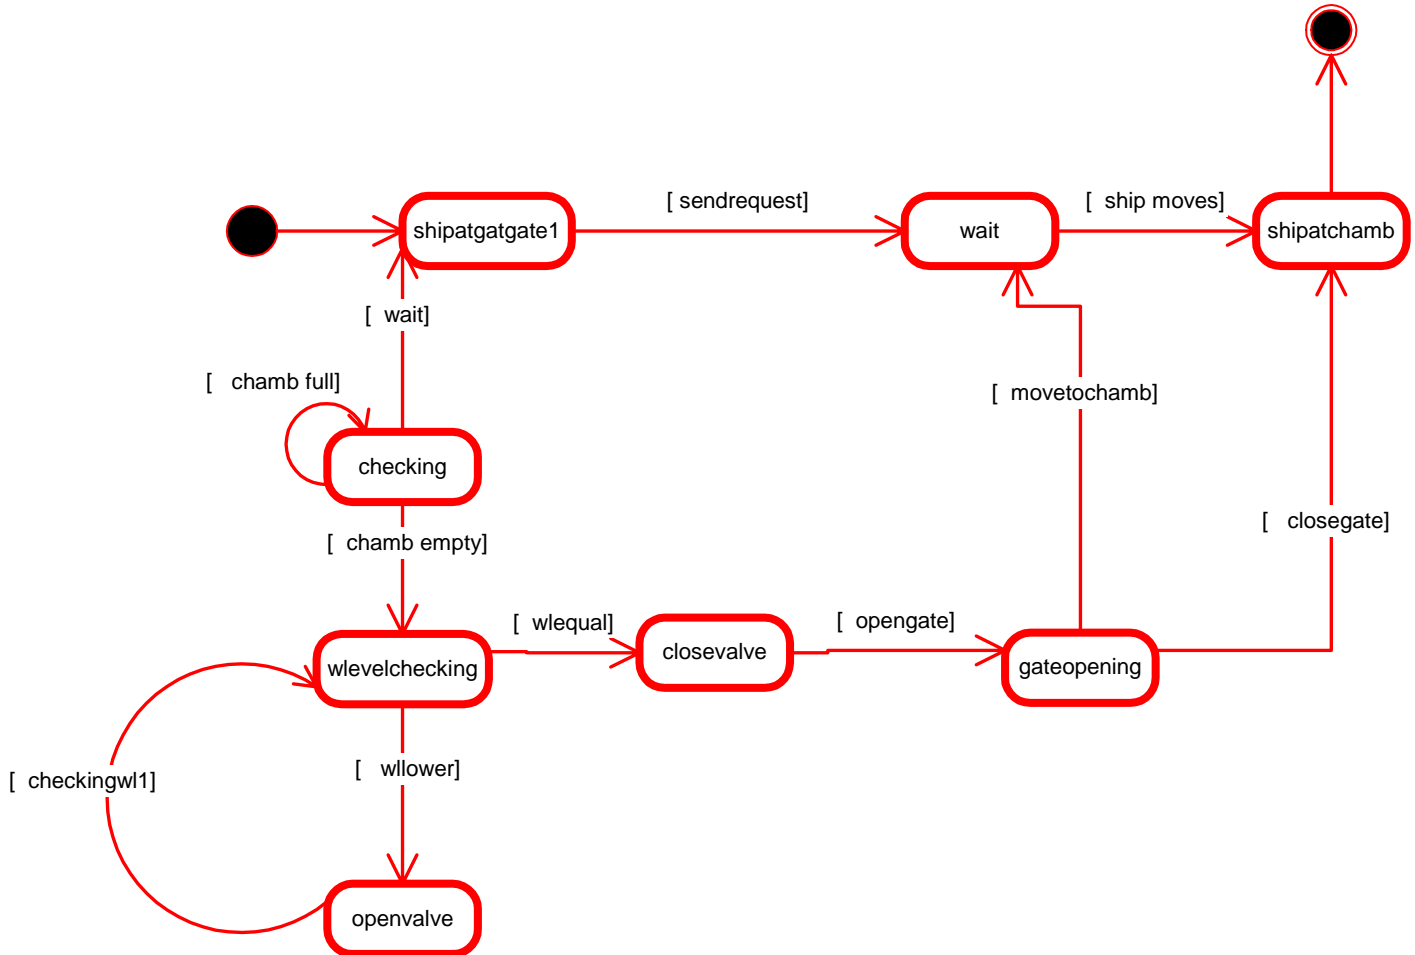 [ sendrequest]
[ ship moves]
shipatgatgate1
wait
shipatchamb
[ wait]
[ chamb full]
[ movetochamb]
checking
[ closegate]
[ chamb empty]
[ wlequal]
[ opengate]
closevalve
wlevelchecking
gateopening
[ wllower]
[ checkingwl1]
openvalve